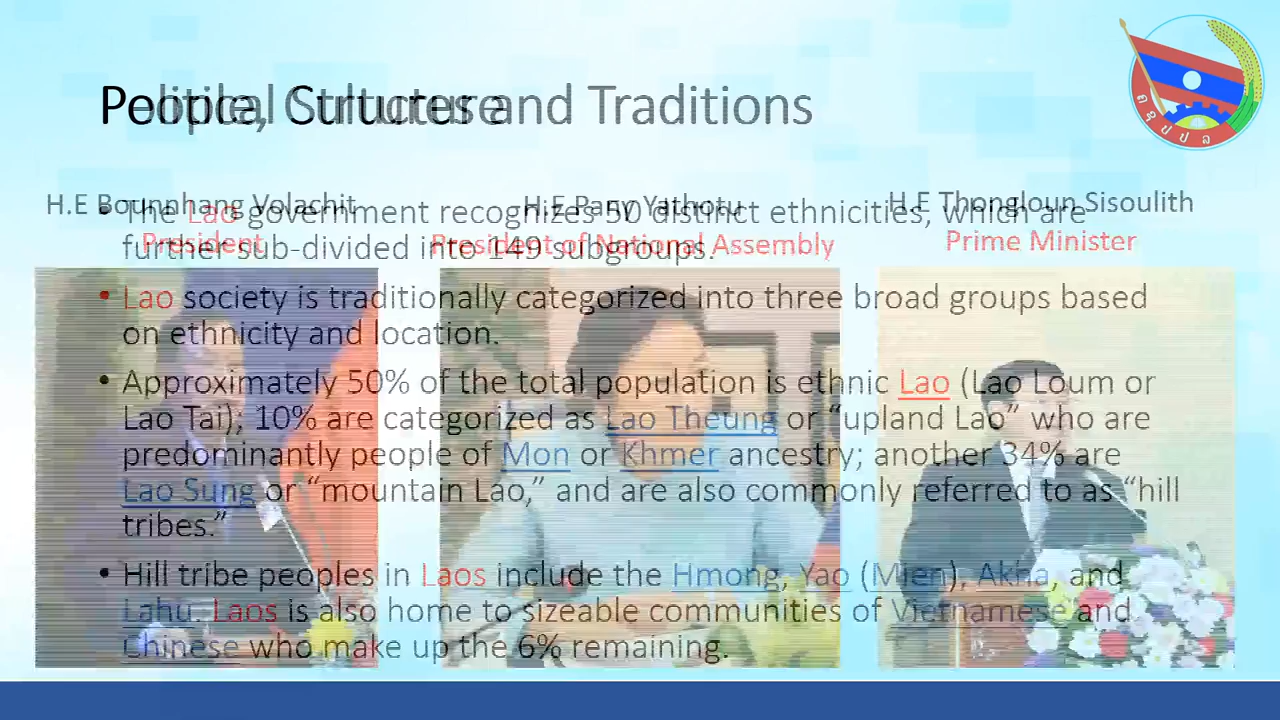 Political Structure
People, Cultures and Traditions
H.E Bounnhang Volachit
President
H.E Pany Yathotu
President of National Assembly
H.E Thongloun Sisoulith
Prime Minister
• The Lao government recognizes 50 distinct ethnicities, which are
further sub-divided into 149 subgroups.
• Lao society is traditionally categorized into three broad groups based
on ethnicity and location.
• Approximately 50% of the total population is ethnic Lao (Lao Loum or
Lao Tai); 10% are categorized as Lao Theung or “upland Lao” who are
predominantly people of Mon or Khmer ancestry; another 34% are
Lao Sung or “mountain Lao,” and are also commonly referred to as “hill
tribes.”
• Hill tribe peoples in Laos include the Hmong, Yao (Mien), Akha, and
Lahu. Laos is also home to sizeable communities of Vietnamese and
Chinese who make up the 6% remaining.